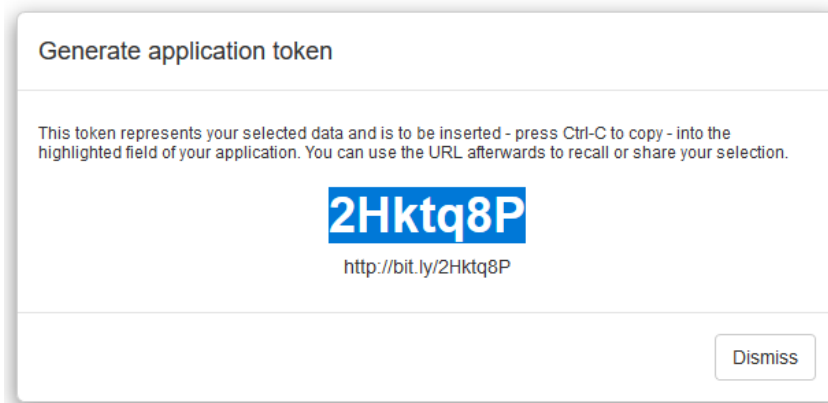 Generate application token
This token represents your selected data and is to be inserted - press Ctrl-C to copy - into the
highlighted field of your application. You can use the URL afterwards to recall or share your selection.
2Hktq8P
http://bit.ly/2Hktq8P
Dismiss